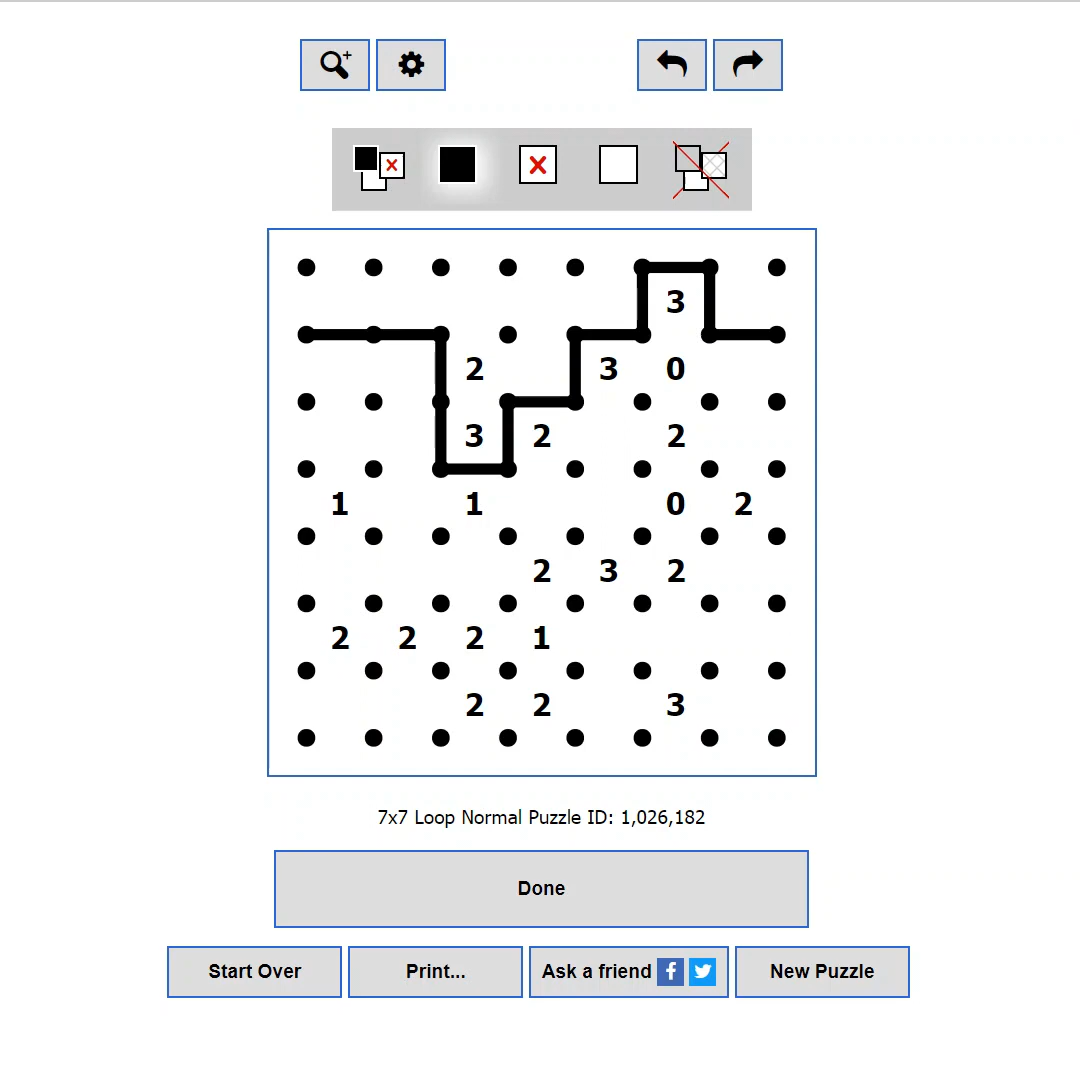 3
2 3 0
3 2 2
1 1 0 2
2 3 2
2 2 2 1
2 2 3
7x7 Loop Normal Puzzle ID: 1,026,182
Done
Start Over Print... Ask a friend New Puzzle